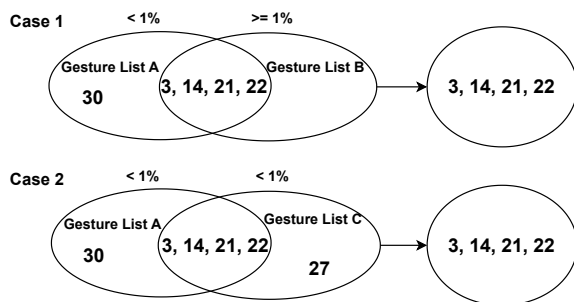 Case 1
< 1%
>= 1%
Gesture List A
Gesture List B
30
3, 14, 21, 22
3, 14, 21, 22
Case 2
< 1%
< 1%
Gesture List A
Gesture List C
30
3, 14, 21, 22
27
3, 14, 21, 22